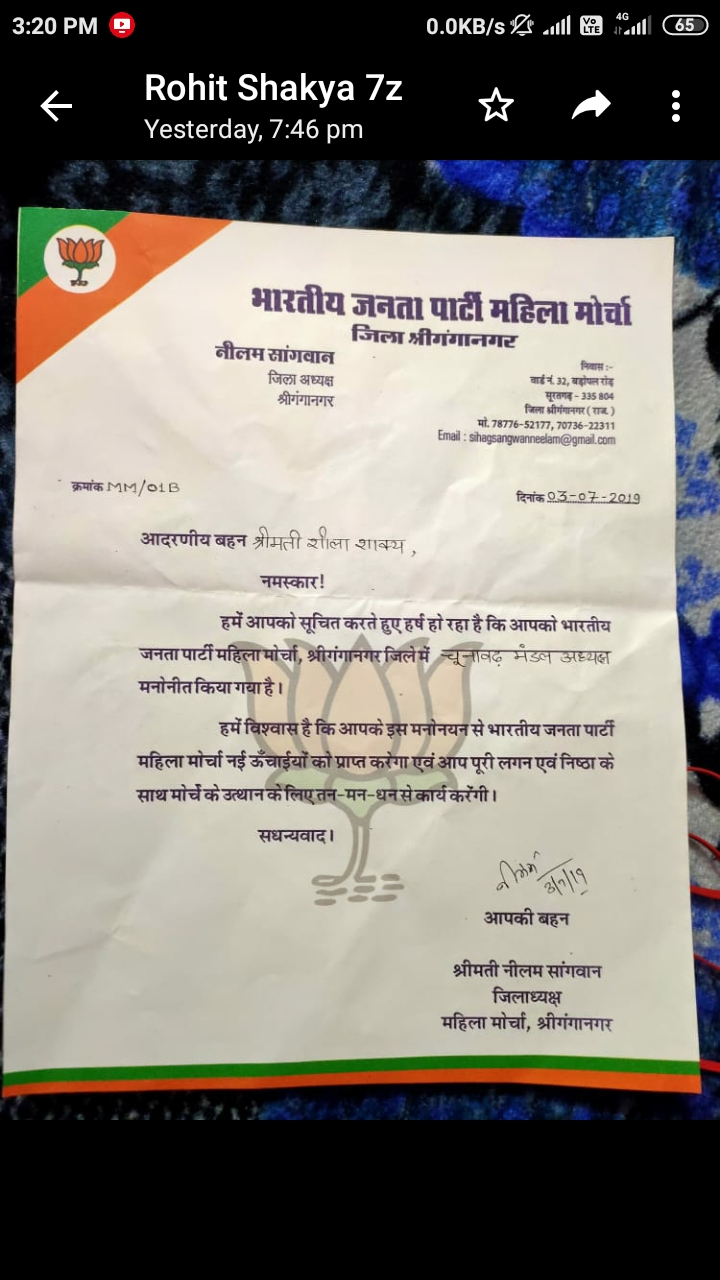 3:20 PM
0.0KB/s Vo LTE 4G 65
Rohit Shakya 7z
Yesterday, 7:46 pm
भारतीय जनता पार्टी महिला मोर्चा
जिला श्रीगंगानगर
नीलम सांगवान
जिला अध्यक्ष
श्रीगंगानगर
निवास :-
वार्ड नं. 32, बड़ोपल रोड़
सूरतगढ़ - 335 804
जिला श्रीगंगानगर ( राज. )
मो. 78776-52177, 70736-22311
Email : sihagsangwanneelam@gmail.com
क्रमांक MM/01B
दिनांक 03-07-2019
आदरणीय बहन श्रीमती शीला शाक्य ,
नमस्कार!
हमें आपको सूचित करते हुए हर्ष हो रहा है कि आपको भारतीय
जनता पार्टी महिला मोर्चा, श्रीगंगानगर जिले में चूनावढ़ मंडल अध्यक्ष
मनोनीत किया गया है।
हमें विश्वास है कि आपके इस मनोनयन से भारतीय जनता पार्टी
महिला मोर्चा नई ऊँचाईयों को प्राप्त करेगा एवं आप पूरी लगन एवं निष्ठा के
साथ मोर्चे के उत्थान के लिए तन-मन-धन से कार्य करेंगी।
सधन्यवाद।
नीलम 3/7/19
आपकी बहन
श्रीमती नीलम सांगवान
जिलाध्यक्ष
महिला मोर्चा, श्रीगंगानगर